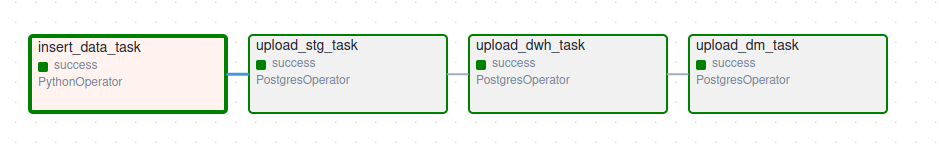 insert_data_task
success
PythonOperator
upload_stg_task
success
PostgresOperator
upload_dwh_task
success
PostgresOperator
upload_dm_task
success
PostgresOperator